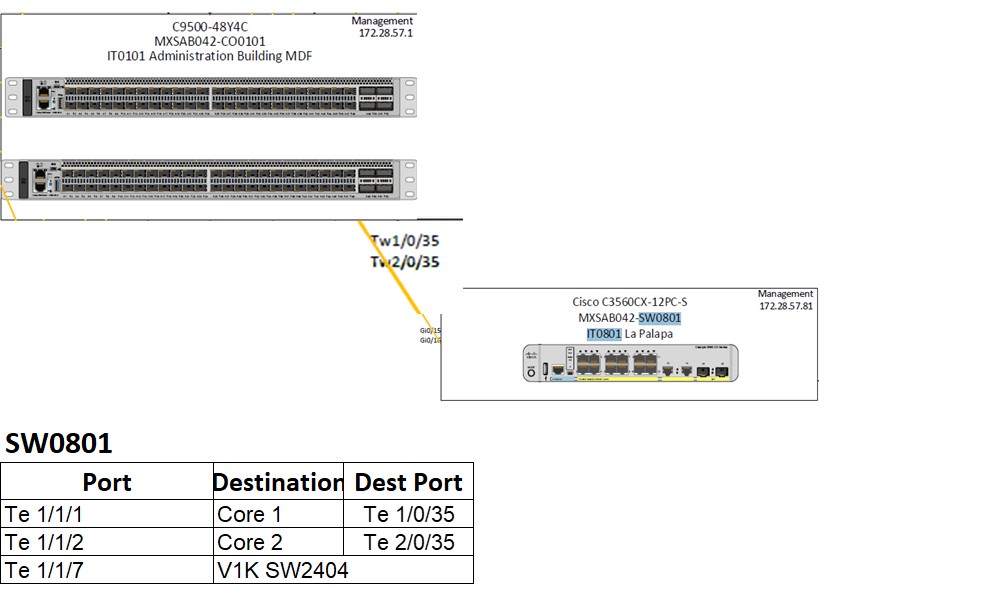 C9500-48Y4C
MXSAB042-CO0101
IT0101 Administration Building MDF
Management
172.28.57.1
Tw1/0/35
Tw2/0/35
Cisco C3560CX-12PC-S
MXSAB042-SW0801
IT0801 La Palapa
Management
172.28.57.81
Gi0/15
Gi0/16
SW0801
Port Destination Dest Port
Te 1/1/1 Core 1 Te 1/0/35
Te 1/1/2 Core 2 Te 2/0/35
Te 1/1/7 V1K SW2404